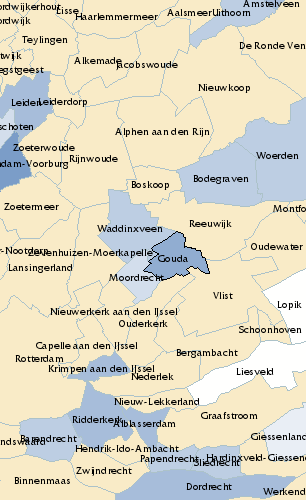 Amstelveen
rdwijkerhout
Lisse
Aalsmeer
Uithoorn
Haarlemmermeer
ordwijk
Teylingen
De Ronde Ven
twijk
Alkemade
Jacobswoude
egstgeest
Nieuwkoop
Leiden
Leiderdorp
schoten
Alphen aan den Rijn
Zoeterwoude
Woerden
dam-Voorburg
Rijnwoude
Bodegraven
Boskoop
Zoetermeer
Montfo
Reeuwijk
Waddinxveen
Oudewater
r-Nootdorp
Zevenhuizen-Moerkapelle
Gouda
Lansingerland
Moordrecht
Vlist
Lopik
Nieuwerkerk aan den IJssel
Ouderkerk
Schoonhoven
Capelle aan den IJssel
Bergambacht
Rotterdam
Krimpen aan den IJssel
Liesveld
Nederlek
Nieuw-Lekkerland
Graafstroom
Ridderkerk
Alblasserdam
Giessenland
ndswaard
Barendrecht
Hendrik-Ido-Ambacht
Papendrecht
Sliedrecht
Hardinxveld-Giessend
Zwijndrecht
Binnenmaas
Dordrecht
Werkend